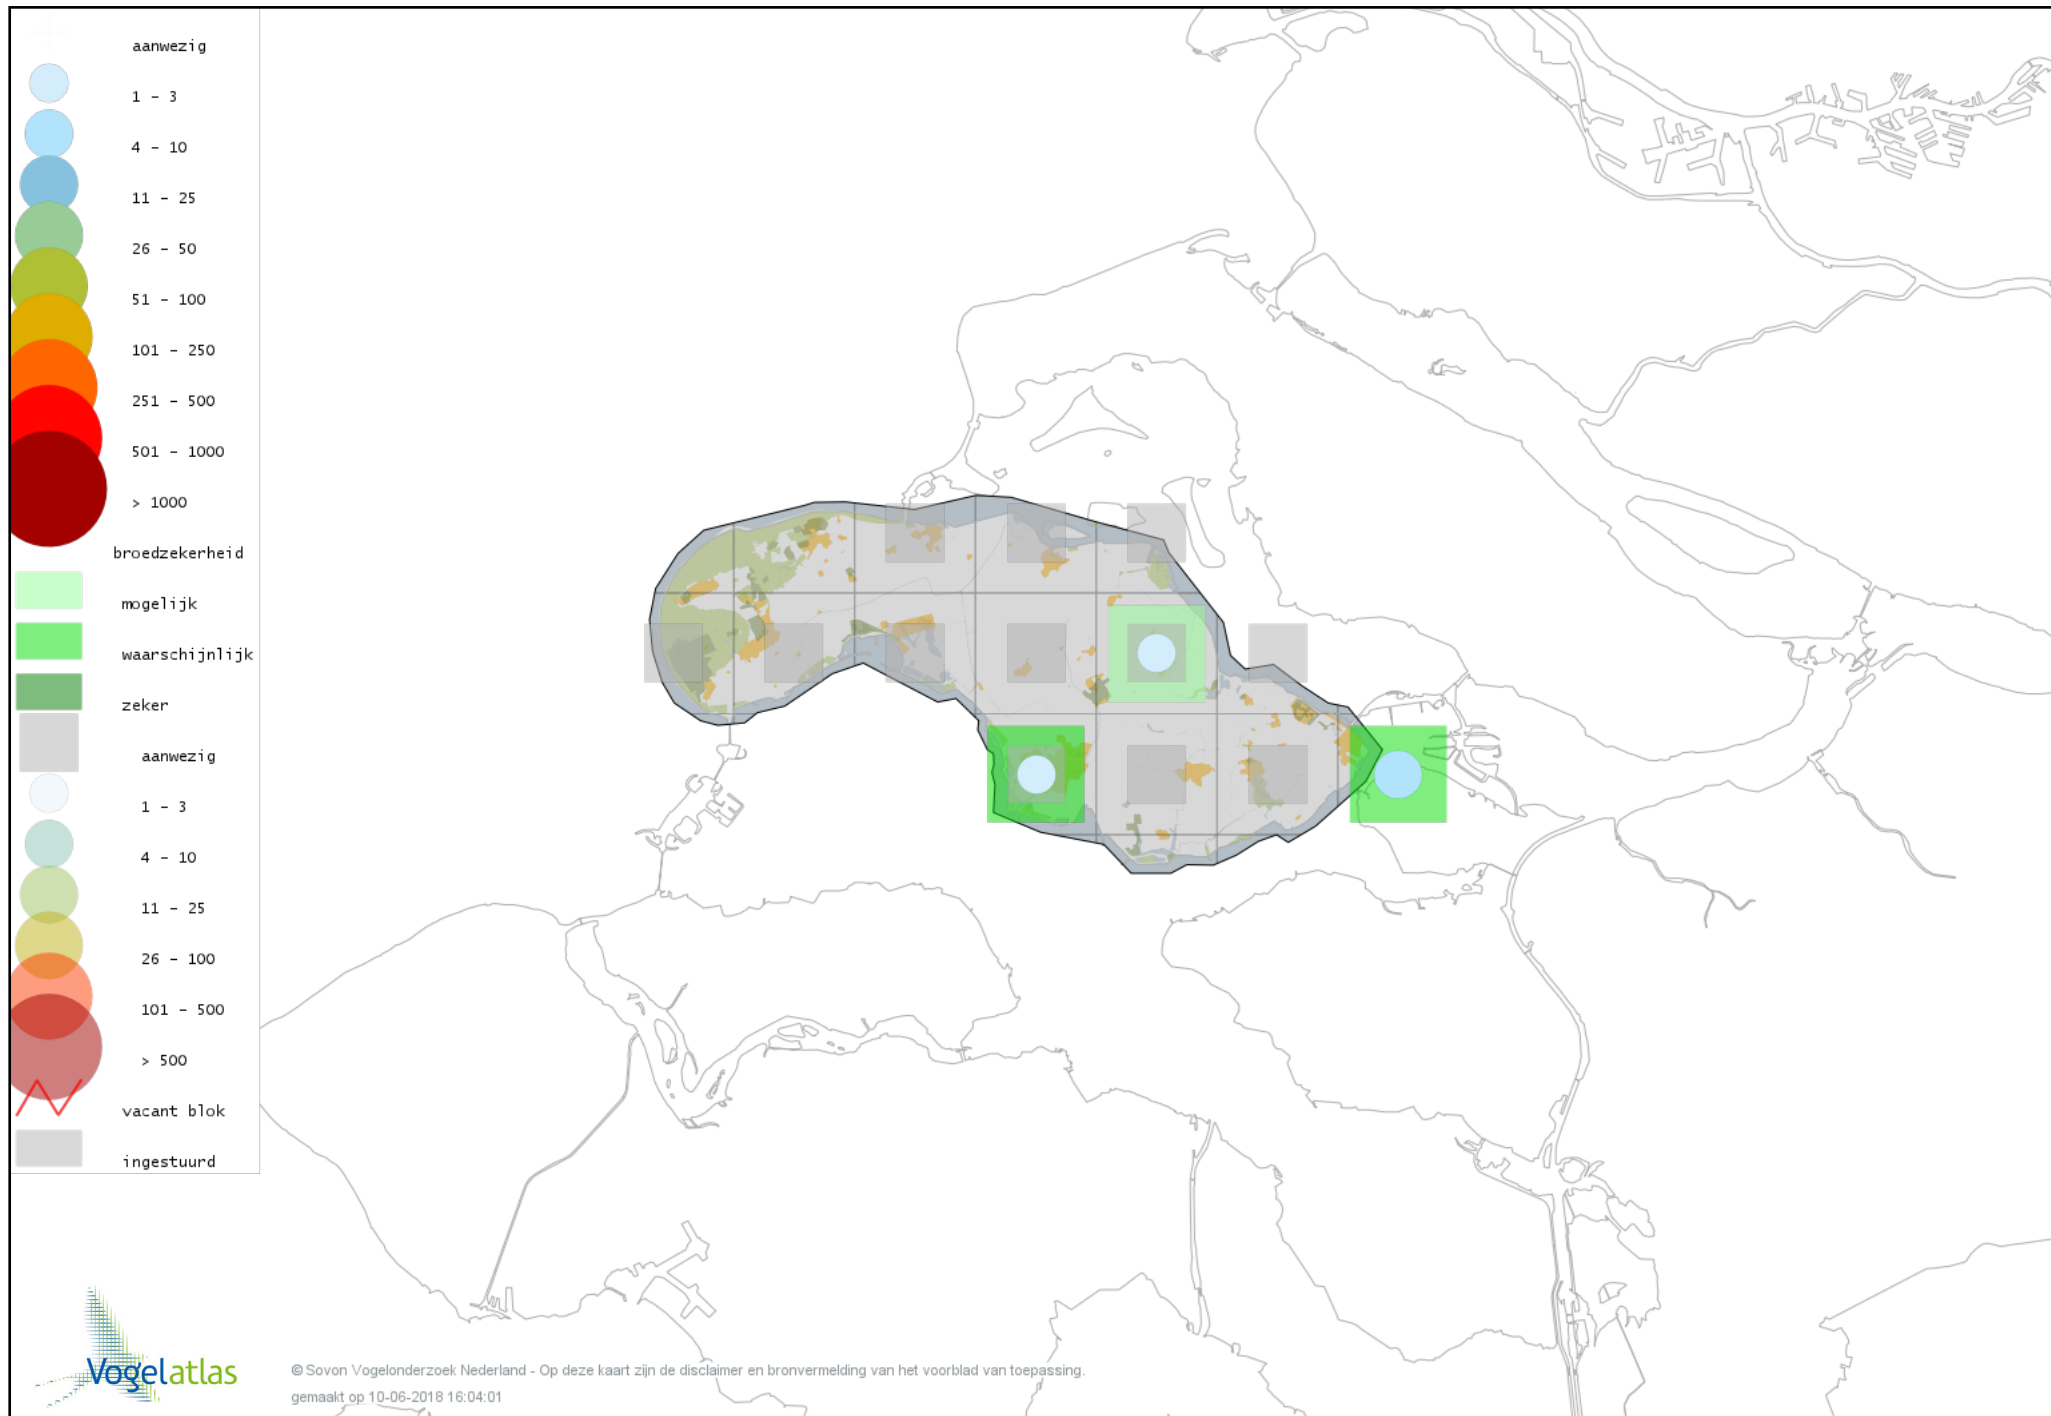 aanwezig
1 - 3
4 - 10
11 - 25
26 - 50
51 - 100
101 - 250
251 - 500
501 - 1000
> 1000
broedzekerheid
mogelijk
waarschijnlijk
zeker
aanwezig
1 - 3
4 - 10
11 - 25
26 - 100
101 - 500
> 500
vacant blok
ingestuurd
Vogelatlas
© Sovon Vogelonderzoek Nederland - Op deze kaart zijn de disclaimer en bronvermelding van het voorblad van toepassing.
gemaakt op 10-06-2018 16:04:01